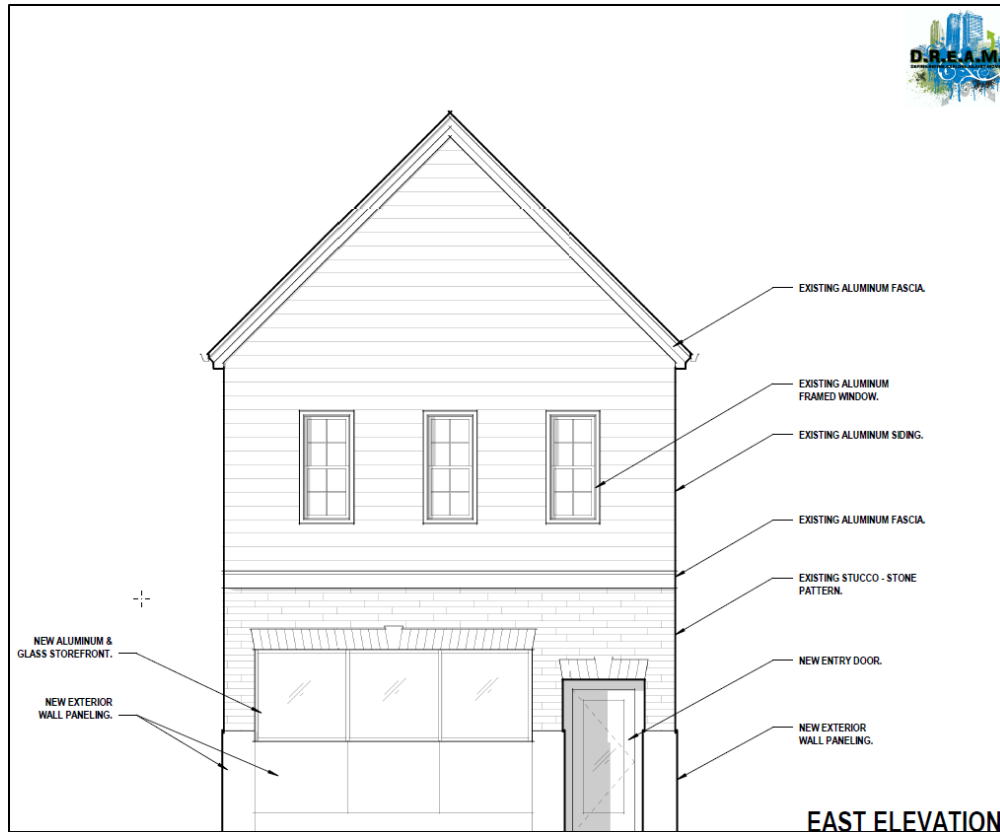 D.R.E.A.M.
EXISTING ALUMINUM FASCIA.
EXISTING ALUMINUM
FRAMED WINDOW.
EXISTING ALUMINUM SIDING.
EXISTING ALUMINUM FASCIA.
EXISTING STUCCO - STONE
PATTERN.
NEW ALUMINUM &
GLASS STOREFRONT.
NEW ENTRY DOOR.
NEW EXTERIOR
WALL PANELING.
NEW EXTERIOR
WALL PANELING.
EAST ELEVATION